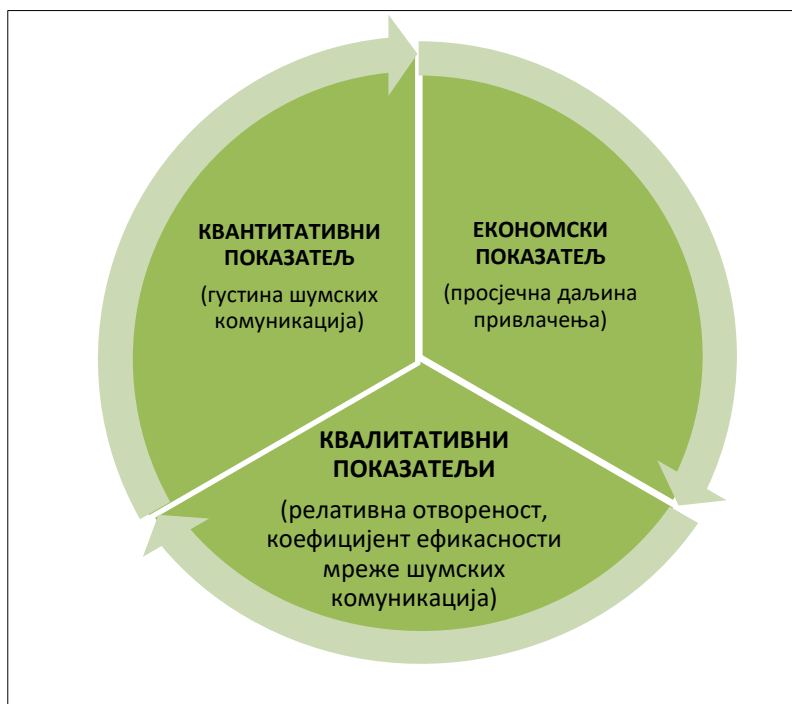 КВАНТИТАТИВНИ
ПОКАЗАТЕЉ
(густина шумских
комуникација)
ЕКОНОМСКИ
ПОКАЗАТЕЉ
(просјечна даљина
привлачења)
КВАЛИТАТИВНИ
ПОКАЗАТЕЉИ
(релативна отвореност,
коефицијент ефикасности
мреже шумских
комуникација)